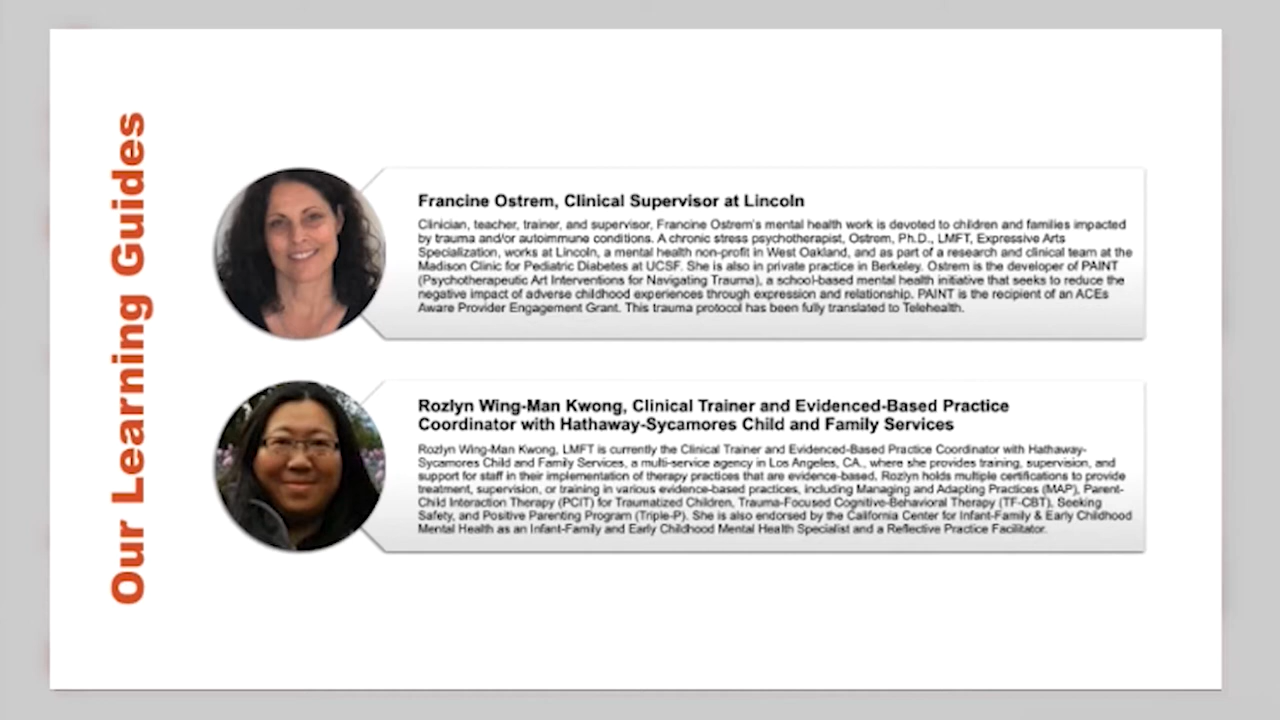 Our Learning Guides
Francine Ostrem, Clinical Supervisor at Lincoln
Clinician, teacher, trainer, and supervisor, Francine Ostrem's mental health work is devoted to children and families impacted
by trauma and/or autoimmune conditions. A chronic stress psychotherapist, Ostrem, Ph.D., LMFT, Expressive Arts
Specialization, works at Lincoln, a mental health non-profit in West Oakland, and as part of a research and clinical team at the
Madison Clinic for Pediatric Diabetes at UCSF. She is also in private practice in Berkeley. Ostrem is the developer of PAINT
(Psychotherapeutic Art Interventions for Navigating Trauma), a school-based mental health initiative that seeks to reduce the
negative impact of adverse childhood experiences through expression and relationship. PAINT is the recipient of an ACEs
Aware Provider Engagement Grant. This trauma protocol has been fully translated to Telehealth.
Rozlyn Wing-Man Kwong, Clinical Trainer and Evidenced-Based Practice
Coordinator with Hathaway-Sycamores Child and Family Services
Rozlyn Wing-Man Kwong, LMFT is currently the Clinical Trainer and Evidenced-Based Practice Coordinator with Hathaway-
Sycamores Child and Family Services, a multi-service agency in Los Angeles, CA., where she provides training, supervision, and
support for staff in their implementation of therapy practices that are evidence-based. Rozlyn holds multiple certifications to provide
treatment, supervision, or training in various evidence-based practices, including Managing and Adapting Practices (MAP), Parent-
Child Interaction Therapy (PCIT) for Traumatized Children, Trauma-Focused Cognitive-Behavioral Therapy (TF-CBT), Seeking
Safety, and Positive Parenting Program (Triple-P). She is also endorsed by the California Center for Infant-Family & Early Childhood
Mental Health as an Infant-Family and Early Childhood Mental Health Specialist and a Reflective Practice Facilitator.